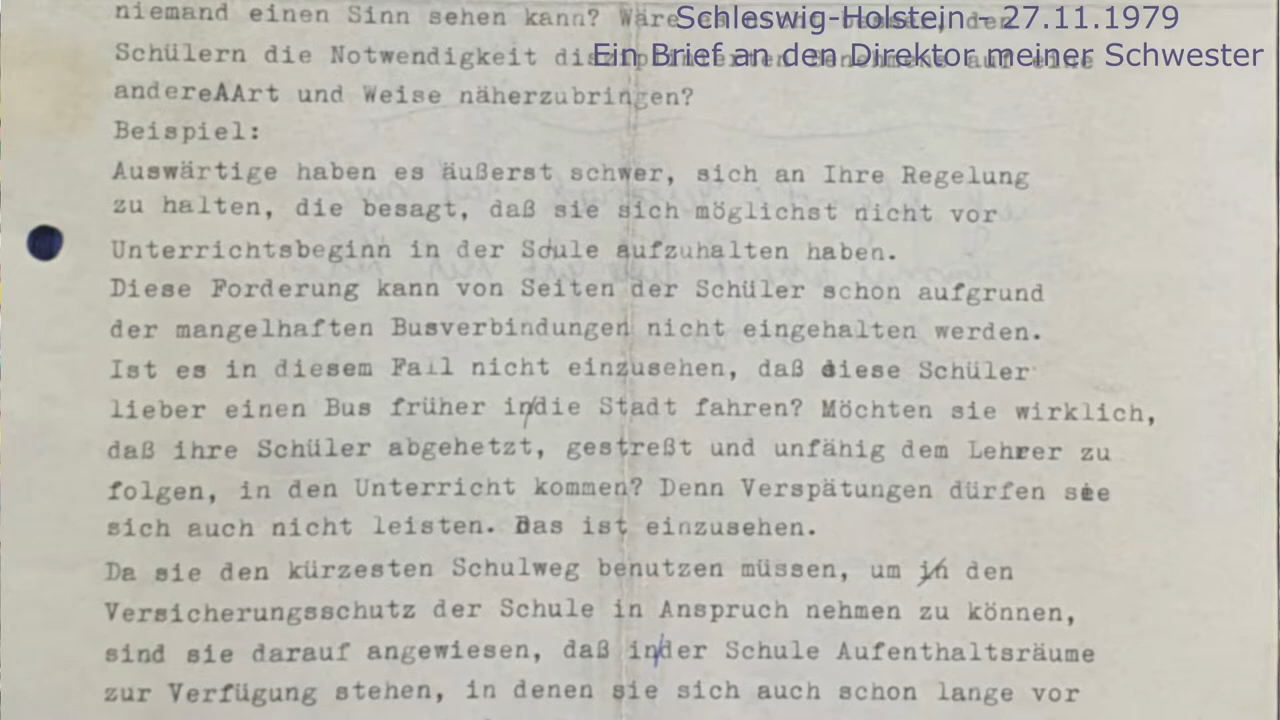 Schleswig-Holstein - 27.11.1979
Ein Brief an den Direktor meiner Schwester
niemand einen Sinn sehen kann? Wäre
Schülern die Notwendigkeit
andereAArt und Weise näherzubringen?
Beispiel:
Auswärtige haben es äußerst schwer, sich an Ihre Regelung
zu halten, die besagt, daß sie sich möglichst nicht vor
Unterrichtsbeginn in der Scule aufzuhalten haben.
Diese Forderung kann von Seiten der Schüler schon aufgrund
der mangelhaften Busverbindungen nicht eingehalten werden.
Ist es in diesem Fall nicht einzusehen, daß diese Schüler
lieber einen Bus früher in/die Stadt fahren? Möchten sie wirklich,
daß ihre Schüler abgehetzt, gestreßt und unfähig dem Lehrer zu
folgen, in den Unterricht kommen? Denn Verspätungen dürfen sie
sich auch nicht leisten. Das ist einzusehen.
Da sie den kürzesten Schulweg benutzen müssen, um in den
Versicherungsschutz der Schule in Anspruch nehmen zu können,
sind sie darauf angewiesen, daß in/der Schule Aufenthaltsräume
zur Verfügung stehen, in denen sie sich auch schon lange vor